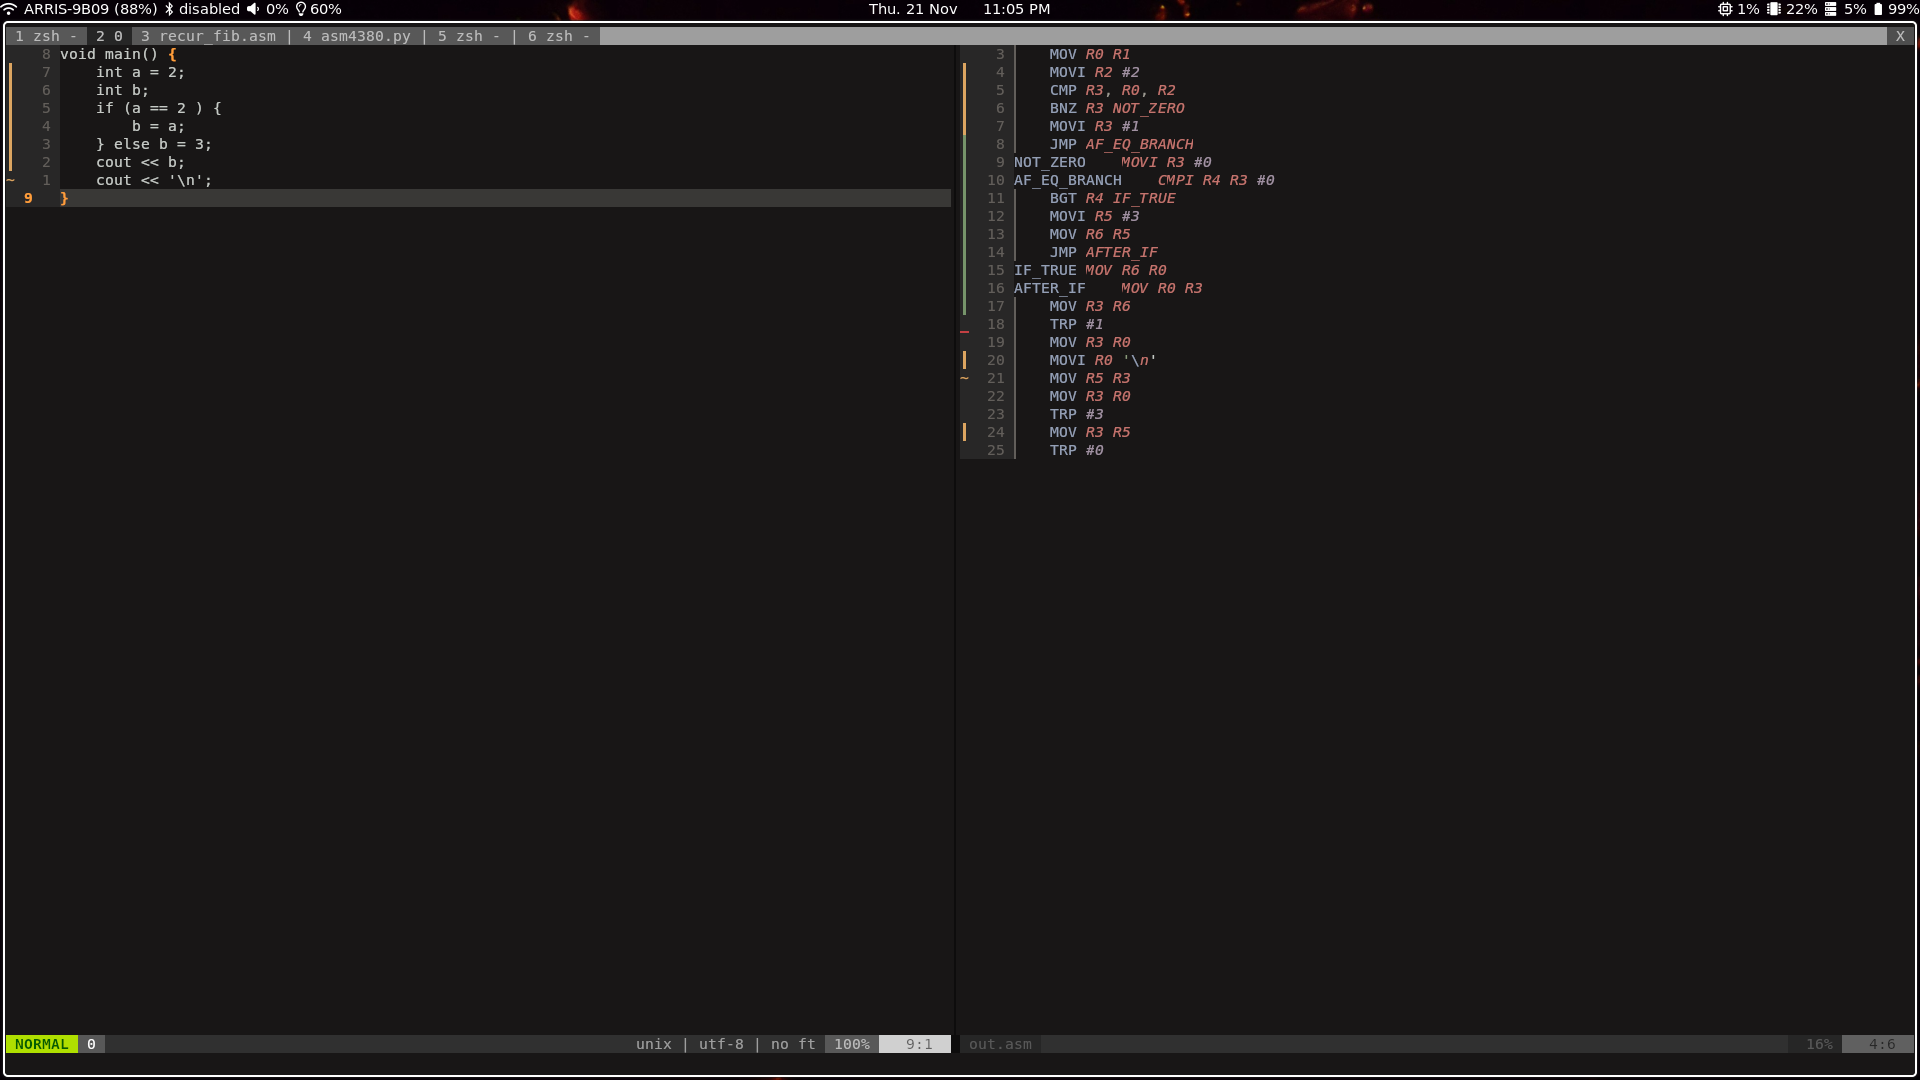 ARRIS-9B09 (88%) disabled 0% 60% Thu. 21 Nov 11:05 PM 1% 22% 5% 99%
1 zsh - 2 0 3 recur_fib.asm | 4 asm4380.py | 5 zsh - | 6 zsh - X
8 void main() {
7 int a = 2;
6 int b;
5 if (a == 2 ) {
4 b = a;
3 } else b = 3;
2 cout << b;
~ 1 cout << '\n';
9 }
3 MOV R0 R1
4 MOVI R2 #2
5 CMP R3, R0, R2
6 BNZ R3 NOT_ZERO
7 MOVI R3 #1
8 JMP AF_EQ_BRANCH
9 NOT_ZERO MOVI R3 #0
10 AF_EQ_BRANCH CMPI R4 R3 #0
11 BGT R4 IF_TRUE
12 MOVI R5 #3
13 MOV R6 R5
14 JMP AFTER_IF
15 IF_TRUE MOV R6 R0
16 AFTER_IF MOV R0 R3
17 MOV R3 R6
_ 18 TRP #1
19 MOV R3 R0
20 MOVI R0 '\n'
~ 21 MOV R5 R3
22 MOV R3 R0
23 TRP #3
24 MOV R3 R5
25 TRP #0
NORMAL 0 unix | utf-8 | no ft 100% 9:1
out.asm 16% 4:6